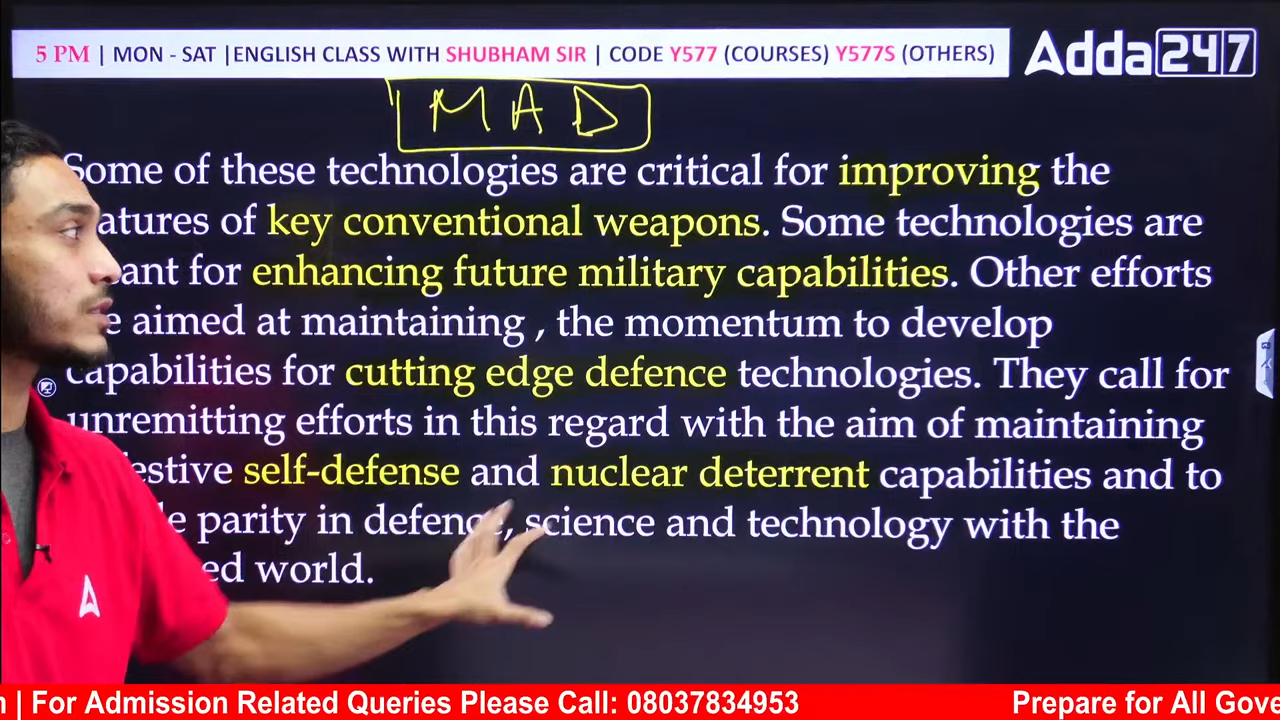 5 PM | MON - SAT |ENGLISH CLASS WITH SHUBHAM SIR | CODE Y577 (COURSES) Y577S (OTHERS)
Adda247
MAD
Some of these technologies are critical for improving the
atures of key conventional weapons. Some technologies are
ant for enhancing future military capabilities. Other efforts
e aimed at maintaining , the momentum to develop
capabilities for cutting edge defence technologies. They call for
unremitting efforts in this regard with the aim of maintaining
estive self-defense and nuclear deterrent capabilities and to
e parity in defence, science and technology with the
ed world.
| For Admission Related Queries Please Call: 08037834953
Prepare for All Gove